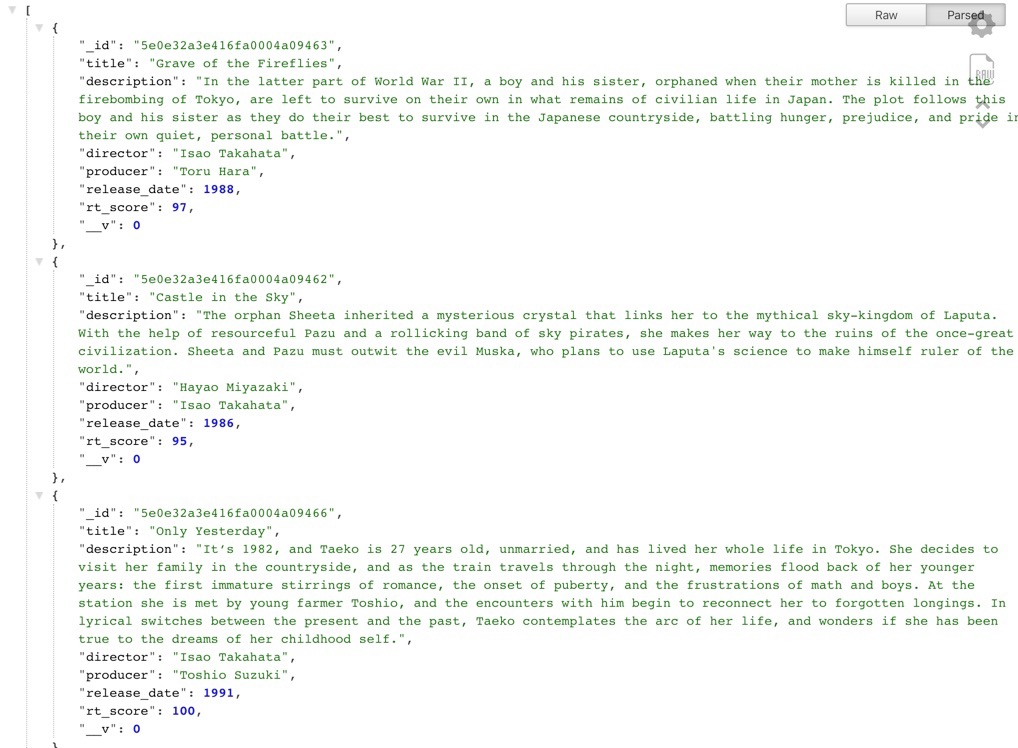 [
Raw Parsed
{
"_id": "5e0e32a3e416fa0004a09463",
"title": "Grave of the Fireflies",
"description": "In the latter part of World War II, a boy and his sister, orphaned when their mother is killed in the
firebombing of Tokyo, are left to survive on their own in what remains of civilian life in Japan. The plot follows this
boy and his sister as they do their best to survive in the Japanese countryside, battling hunger, prejudice, and pride in
their own quiet, personal battle.",
"director": "Isao Takahata",
"producer": "Toru Hara",
"release_date": 1988,
"rt_score": 97,
"__v": 0
},
{
"_id": "5e0e32a3e416fa0004a09462",
"title": "Castle in the Sky",
"description": "The orphan Sheeta inherited a mysterious crystal that links her to the mythical sky-kingdom of Laputa.
With the help of resourceful Pazu and a rollicking band of sky pirates, she makes her way to the ruins of the once-great
civilization. Sheeta and Pazu must outwit the evil Muska, who plans to use Laputa's science to make himself ruler of the
world.",
"director": "Hayao Miyazaki",
"producer": "Isao Takahata",
"release_date": 1986,
"rt_score": 95,
"__v": 0
},
{
"_id": "5e0e32a3e416fa0004a09466",
"title": "Only Yesterday",
"description": "It’s 1982, and Taeko is 27 years old, unmarried, and has lived her whole life in Tokyo. She decides to
visit her family in the countryside, and as the train travels through the night, memories flood back of her younger
years: the first immature stirrings of romance, the onset of puberty, and the frustrations of math and boys. At the
station she is met by young farmer Toshio, and the encounters with him begin to reconnect her to forgotten longings. In
lyrical switches between the present and the past, Taeko contemplates the arc of her life, and wonders if she has been
true to the dreams of her childhood self.",
"director": "Isao Takahata",
"producer": "Toshio Suzuki",
"release_date": 1991,
"rt_score": 100,
"__v": 0
}
RAW